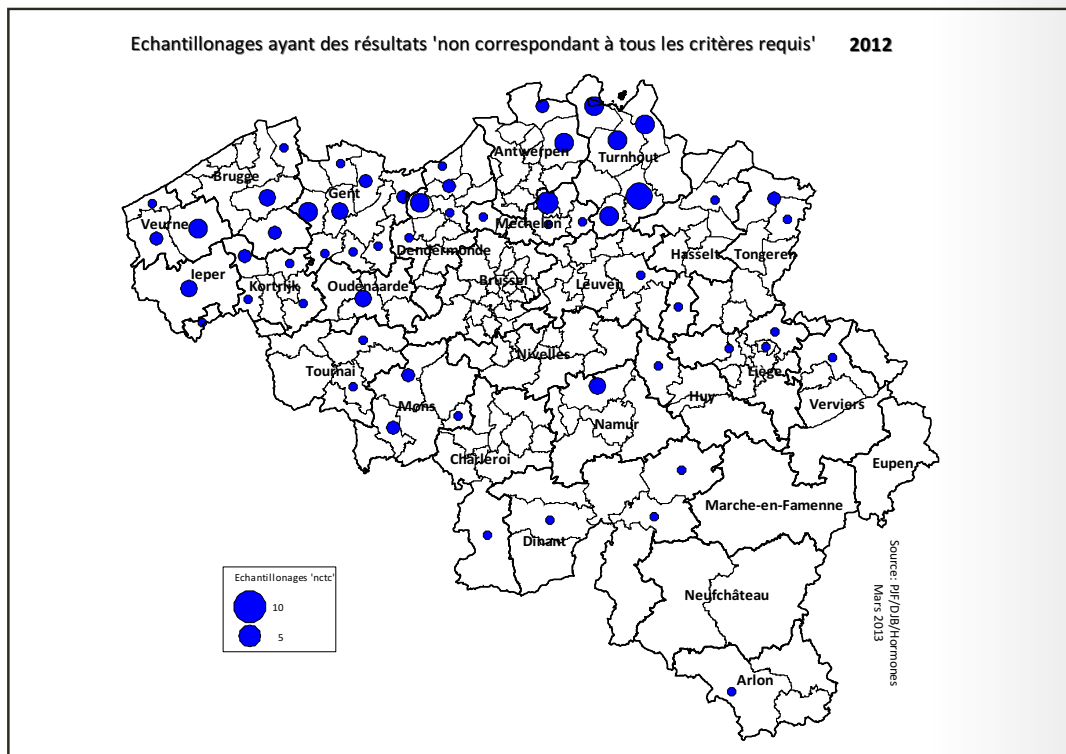 Echantillonages ayant des résultats 'non correspondant à tous les critères requis' 2012
Antwerpen
Turnhout
Brugge
Gent
Veurne
Mechelen
Dendermonde
Hasselt
Tongeren
Ieper
Kortrijk
Oudenaarde
Brussel
Leuven
Nivelles
Tournai
Liège
Mons
Huy
Verviers
Namur
Charleroi
Eupen
Marche-en-Famenne
Dinant
Neufchâteau
Arlon
Echantillonages 'nctc'
10
5
Source: PJF/DJB/Hormones
Mars 2013